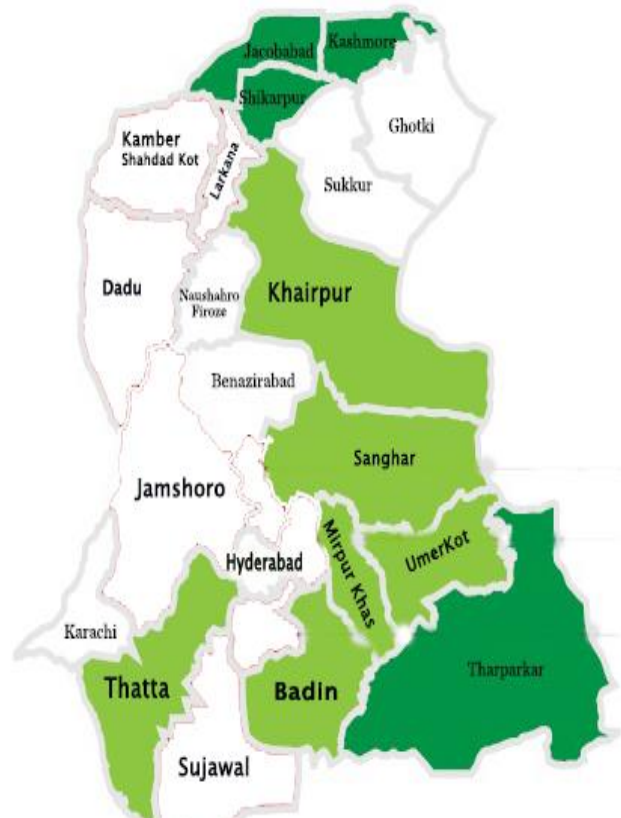 Kashmore
Jacobabad
Shikarpur
Ghotki
Kamber
Shahdad Kot
Larkana
Sukkur
Dadu
Naushahro
Firoze
Khairpur
Benazirabad
Sanghar
Jamshoro
Mirpur Khas
UmerKot
Hyderabad
Karachi
Thatta
Badin
Tharparkar
Sujawal